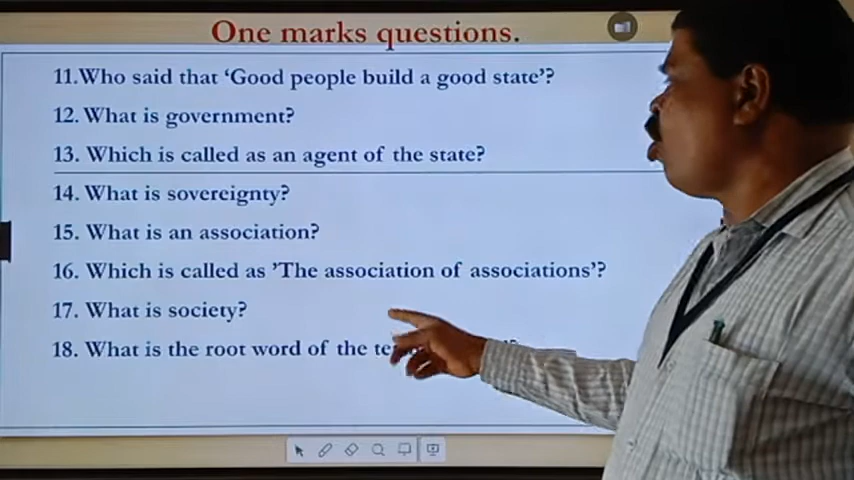 One marks questions.
11.Who said that ‘Good people build a good state’?
12. What is government?
13. Which is called as an agent of the state?
14. What is sovereignty?
15. What is an association?
16. Which is called as ’The association of associations’?
17. What is society?
18. What is the root word of the